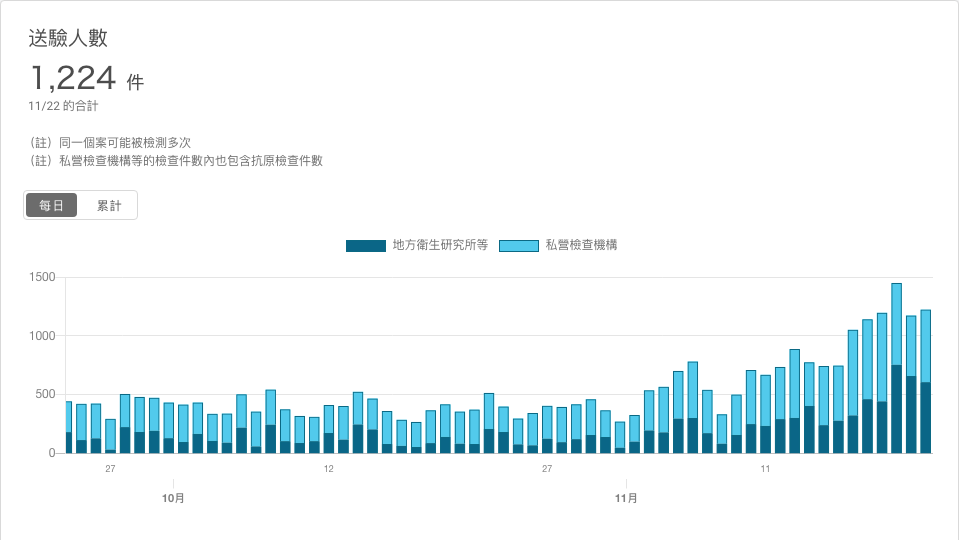 送驗人數
1,224 件
11/22 的合計
（註）同一個案可能被檢測多次
（註）私營檢查機構等的檢查件數內也包含抗原檢查件數
每日 累計
地方衛生研究所等 私營檢查機構
1500
1000
500
0
27 12 27 11
10月 11月